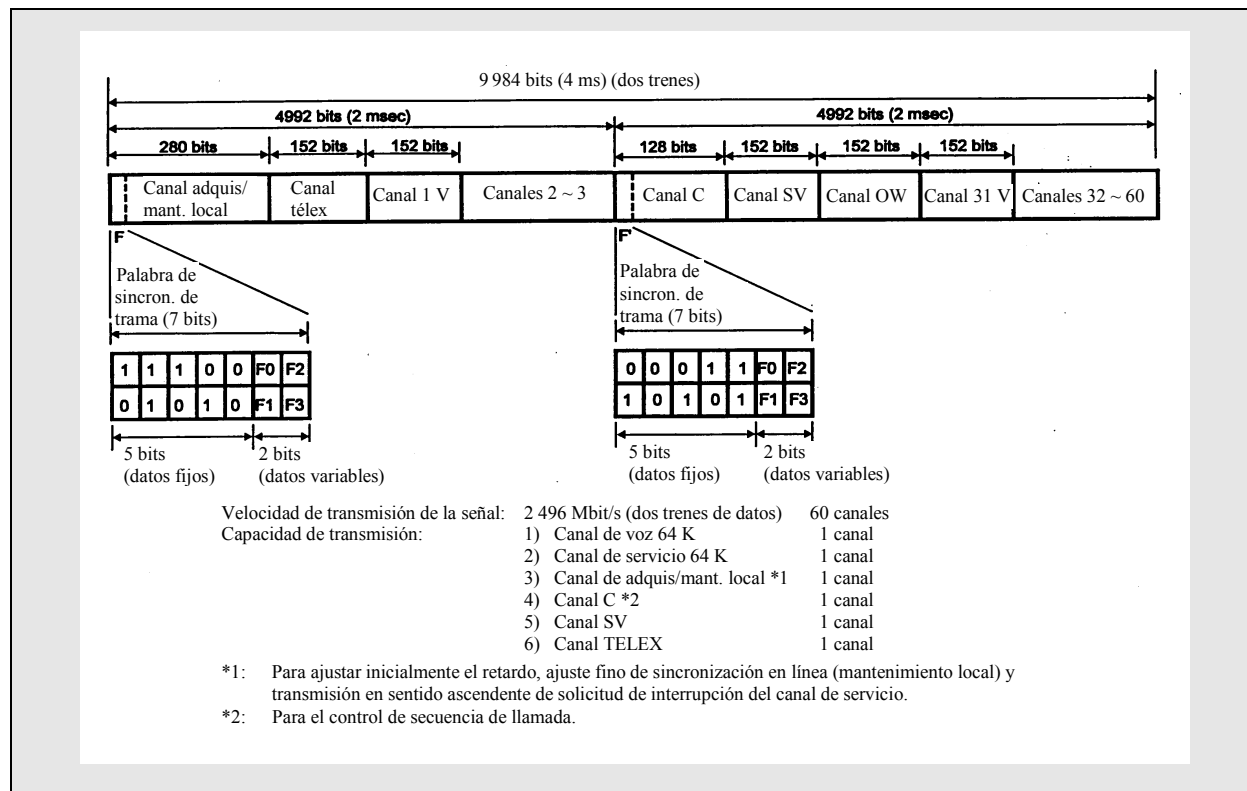 9 984 bits (4 ms) (dos trenes)
4992 bits (2 msec) 4992 bits (2 msec)
280 bits 152 bits 152 bits 128 bits 152 bits 152 bits 152 bits
Canal adquis/ mant. local
Canal télex
Canal 1 V
Canales 2 ~ 3
Canal C
Canal SV
Canal OW
Canal 31 V
Canales 32 ~ 60
F
Palabra de
sincron. de
trama (7 bits)
1 1 1 0 0 F0 F2
0 1 0 1 0 F1 F3
5 bits
(datos fijos)
2 bits
(datos variables)
F'
Palabra de
sincron. de
trama (7 bits)
0 0 0 1 1 F0 F2
1 0 1 0 1 F1 F3
5 bits
(datos fijos)
2 bits
(datos variables)
Velocidad de transmisión de la señal: 2 496 Mbit/s (dos trenes de datos) 60 canales
Capacidad de transmisión: 1) Canal de voz 64 K 1 canal
2) Canal de servicio 64 K 1 canal
3) Canal de adquis/mant. local *1 1 canal
4) Canal C *2 1 canal
5) Canal SV 1 canal
6) Canal TELEX 1 canal
*1: Para ajustar inicialmente el retardo, ajuste fino de sincronización en línea (mantenimiento local) y
transmisión en sentido ascendente de solicitud de interrupción del canal de servicio.
*2: Para el control de secuencia de llamada.